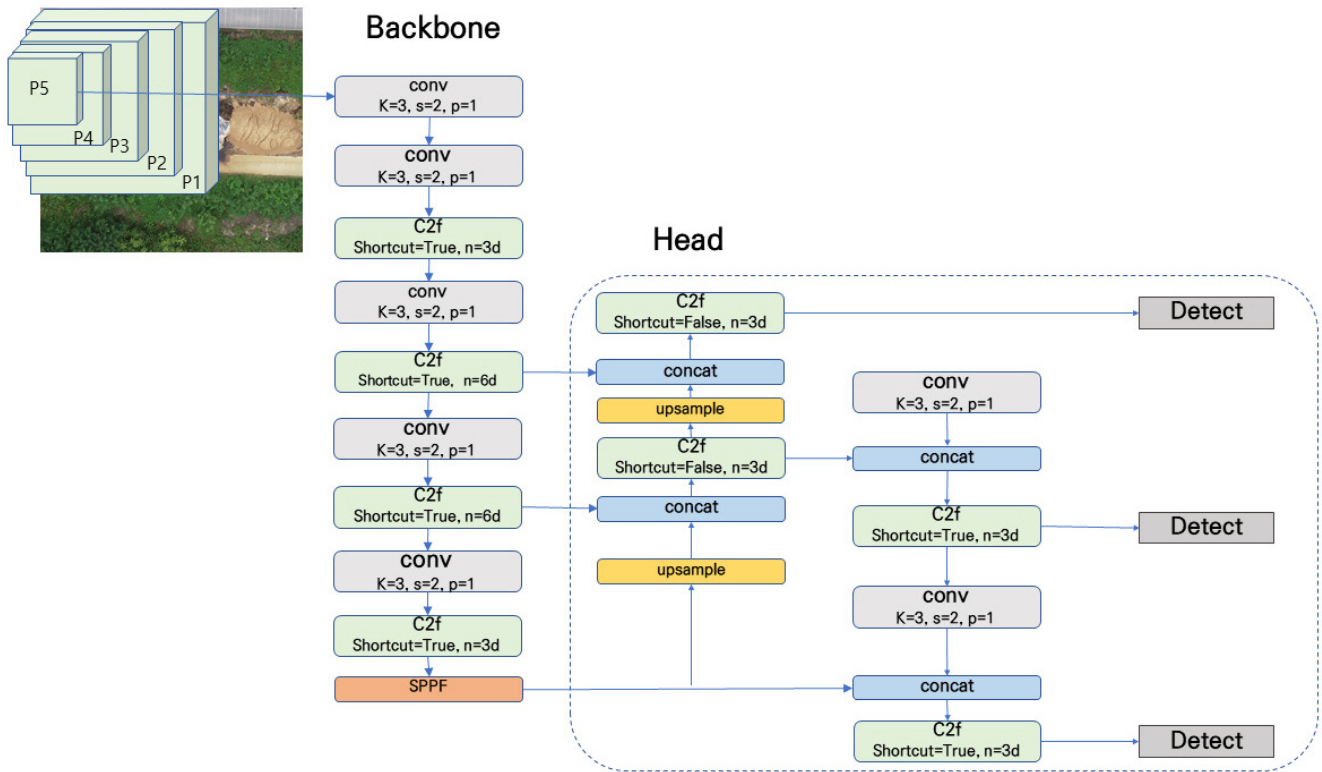 Backbone
P5
P4
P3
P2
P1
conv
K=3, s=2, p=1
conv
K=3, s=2, p=1
C2f
Shortcut=True, n=3d
conv
K=3, s=2, p=1
C2f
Shortcut=True, n=6d
conv
K=3, s=2, p=1
C2f
Shortcut=True, n=6d
conv
K=3, s=2, p=1
C2f
Shortcut=True, n=3d
SPPF
Head
C2f
Shortcut=False, n=3d
concat
upsample
C2f
Shortcut=False, n=3d
concat
upsample
conv
K=3, s=2, p=1
concat
C2f
Shortcut=True, n=3d
conv
K=3, s=2, p=1
concat
C2f
Shortcut=True, n=3d
Detect
Detect
Detect